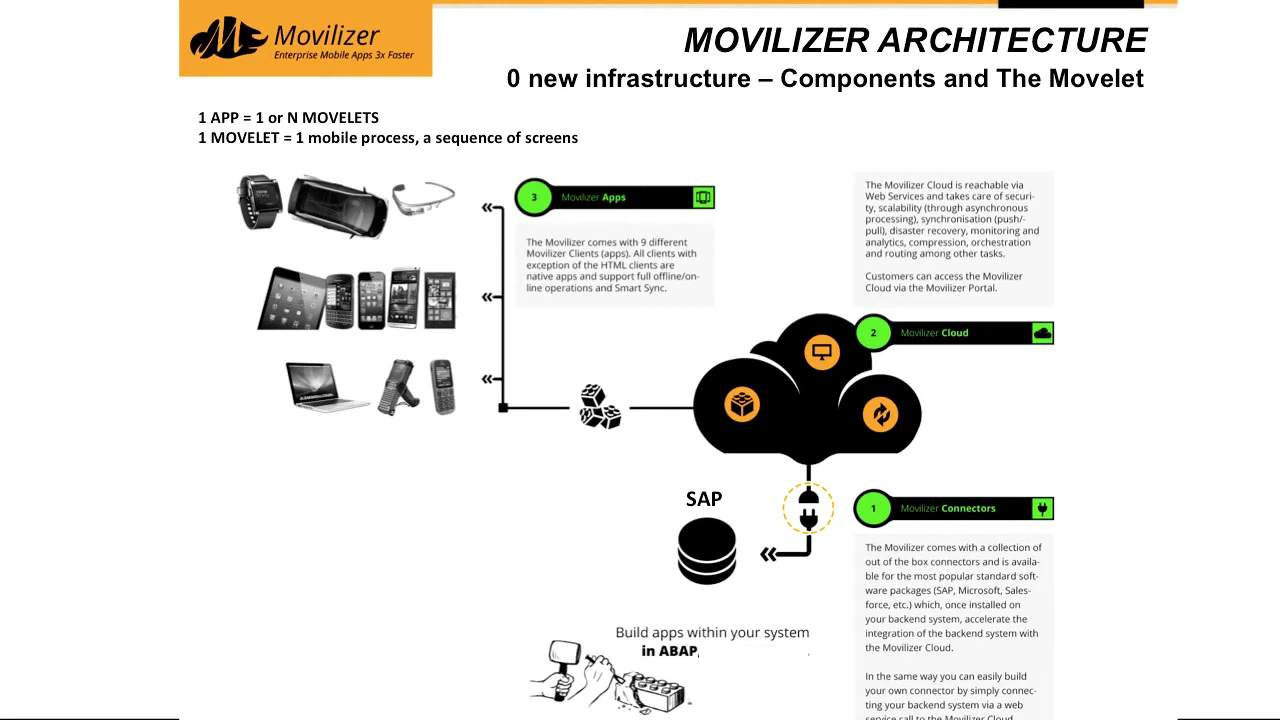 Movilizer
Enterprise Mobile Apps 3x Faster
MOVILIZER ARCHITECTURE
0 new infrastructure – Components and The Movelet
1 APP = 1 or N MOVELETS
1 MOVELET = 1 mobile process, a sequence of screens
3
Movilizer Apps
The Movilizer comes with 9 different
Movilizer Clients (apps). All clients with
exception of the HTML clients are
native apps and support full offline/on-
line operations and Smart Sync.
The Movilizer Cloud is reachable via
Web Services and takes care of securi-
ty, scalability (through asynchronous
processing), synchronisation (push/-
pull), disaster recovery, monitoring and
analytics, compression, orchestration
and routing among other tasks.
Customers can access the Movilizer
Cloud via the Movilizer Portal.
2
Movilizer Cloud
SAP
1
Movilizer Connectors
The Movilizer comes with a collection of
out of the box connectors and is availa-
ble for the most popular standard soft-
ware packages (SAP, Microsoft, Sales-
force, etc.) which, once installed on
your backend system, accelerate the
integration of the backend system with
the Movilizer Cloud.
In the same way you can easily build
your own connector by simply connec-
ting your backend system via a web
service call to the Movilizer Cloud
Build apps within your system
in ABAP,